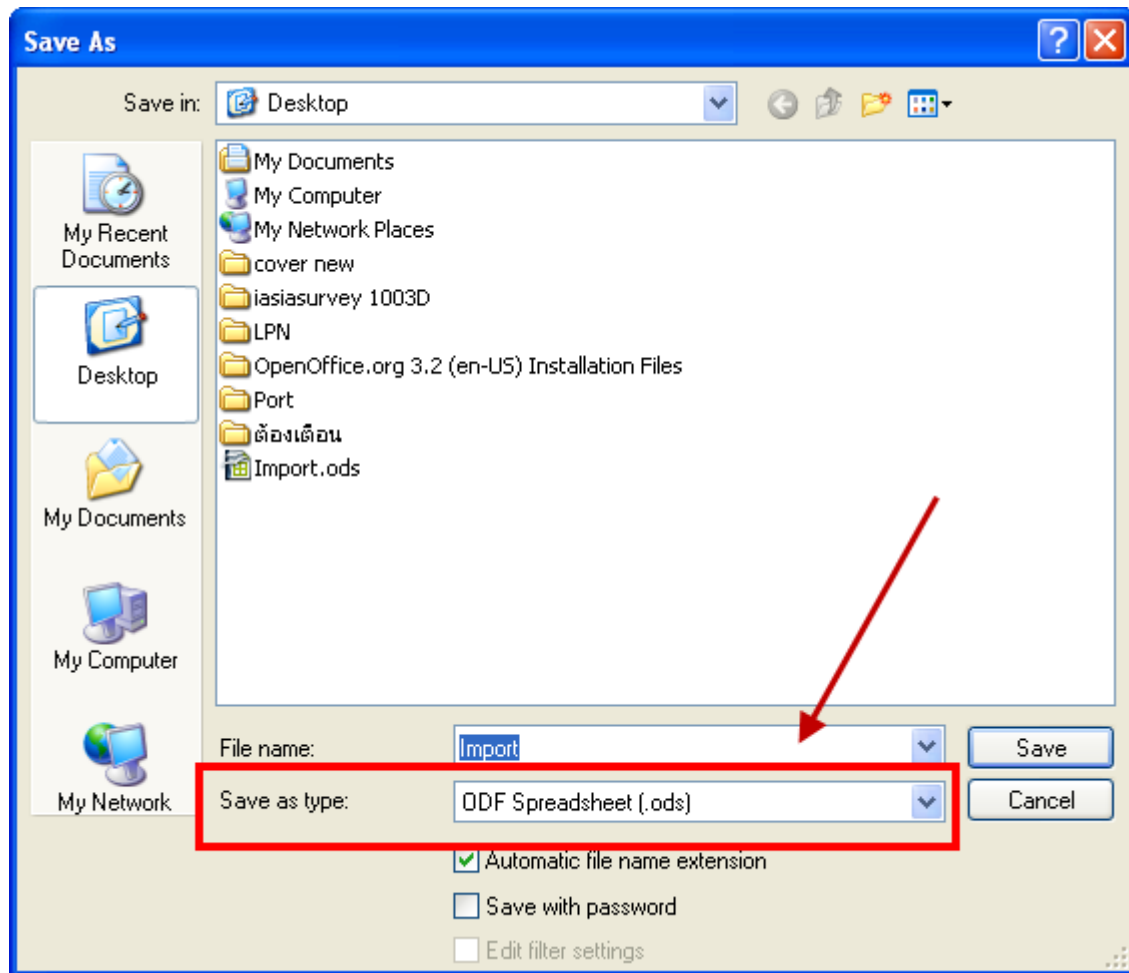 Save As
Save in:
Desktop
My Recent
Documents
Desktop
My Documents
My Computer
My Network
My Documents
My Computer
My Network Places
cover new
iasiasurvey 1003D
LPN
OpenOffice.org 3.2 (en-US) Installation Files
Port
ต้องเตือน
Import.ods
File name:
Import
Save
Save as type:
ODF Spreadsheet (.ods)
Cancel
Automatic file name extension
Save with password
Edit filter settings